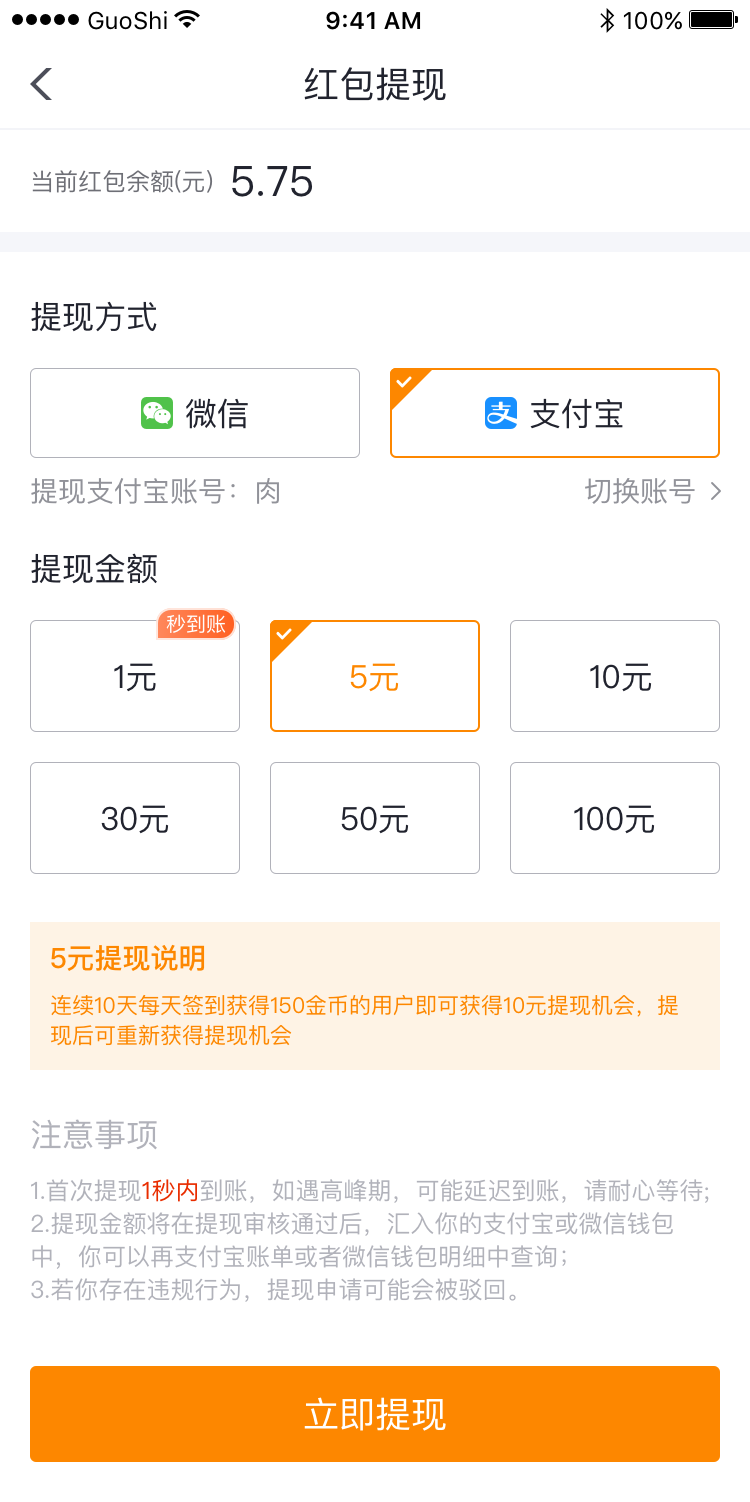 GuoShi 9:41 AM 100%
红包提现
当前红包余额(元) 5.75
提现方式
微信 支付宝
提现支付宝账号：肉 切换账号
提现金额
秒到账
1元 5元 10元
30元 50元 100元
5元提现说明
连续10天每天签到获得150金币的用户即可获得10元提现机会，提
现后可重新获得提现机会
注意事项
1.首次提现1秒内到账，如遇高峰期，可能延迟到账，请耐心等待;
2.提现金额将在提现审核通过后，汇入你的支付宝或微信钱包
中，你可以再支付宝账单或者微信钱包明细中查询；
3.若你存在违规行为，提现申请可能会被驳回。
立即提现